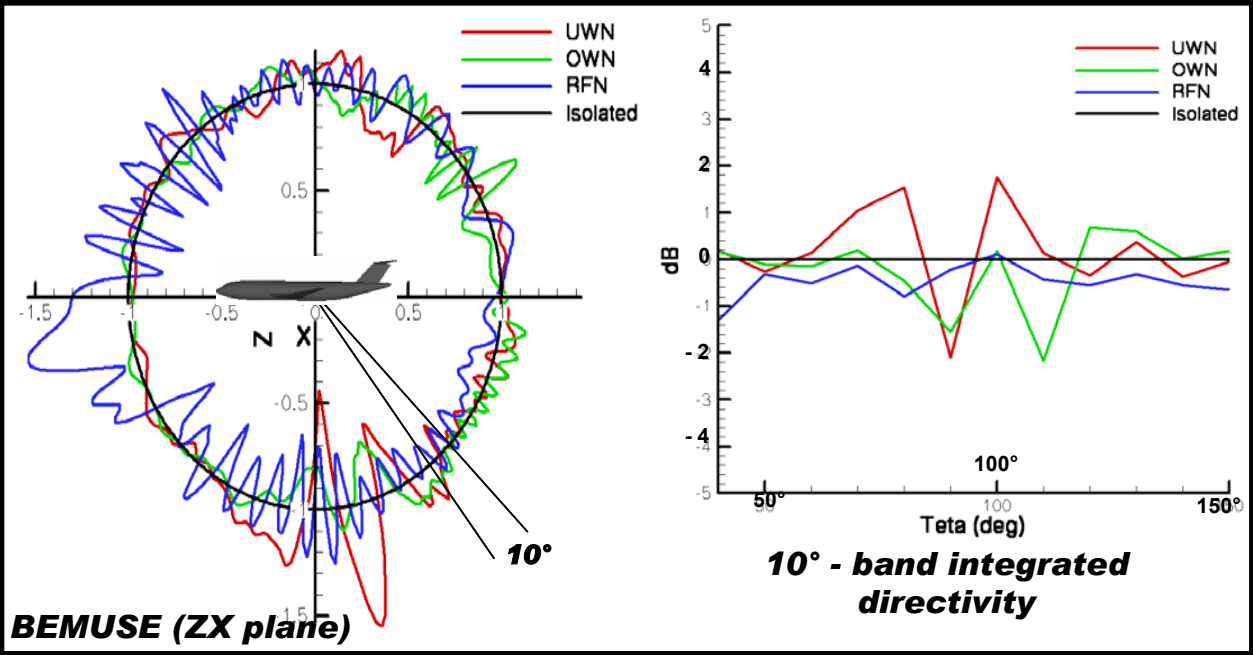 UWN
OWN
RFN
Isolated
1
0.5
-1.5
-1
-0.5
0
0.5
1
Z X
-0.5
-1
1.5
10°
BEMUSE (ZX plane)
5
UWN
4
OWN
RFN
3
Isolated
2
1
dB
0
-1
-2
-3
-4
100°
-5
50°
100
150°
Teta (deg)
10° - band integrated
directivity